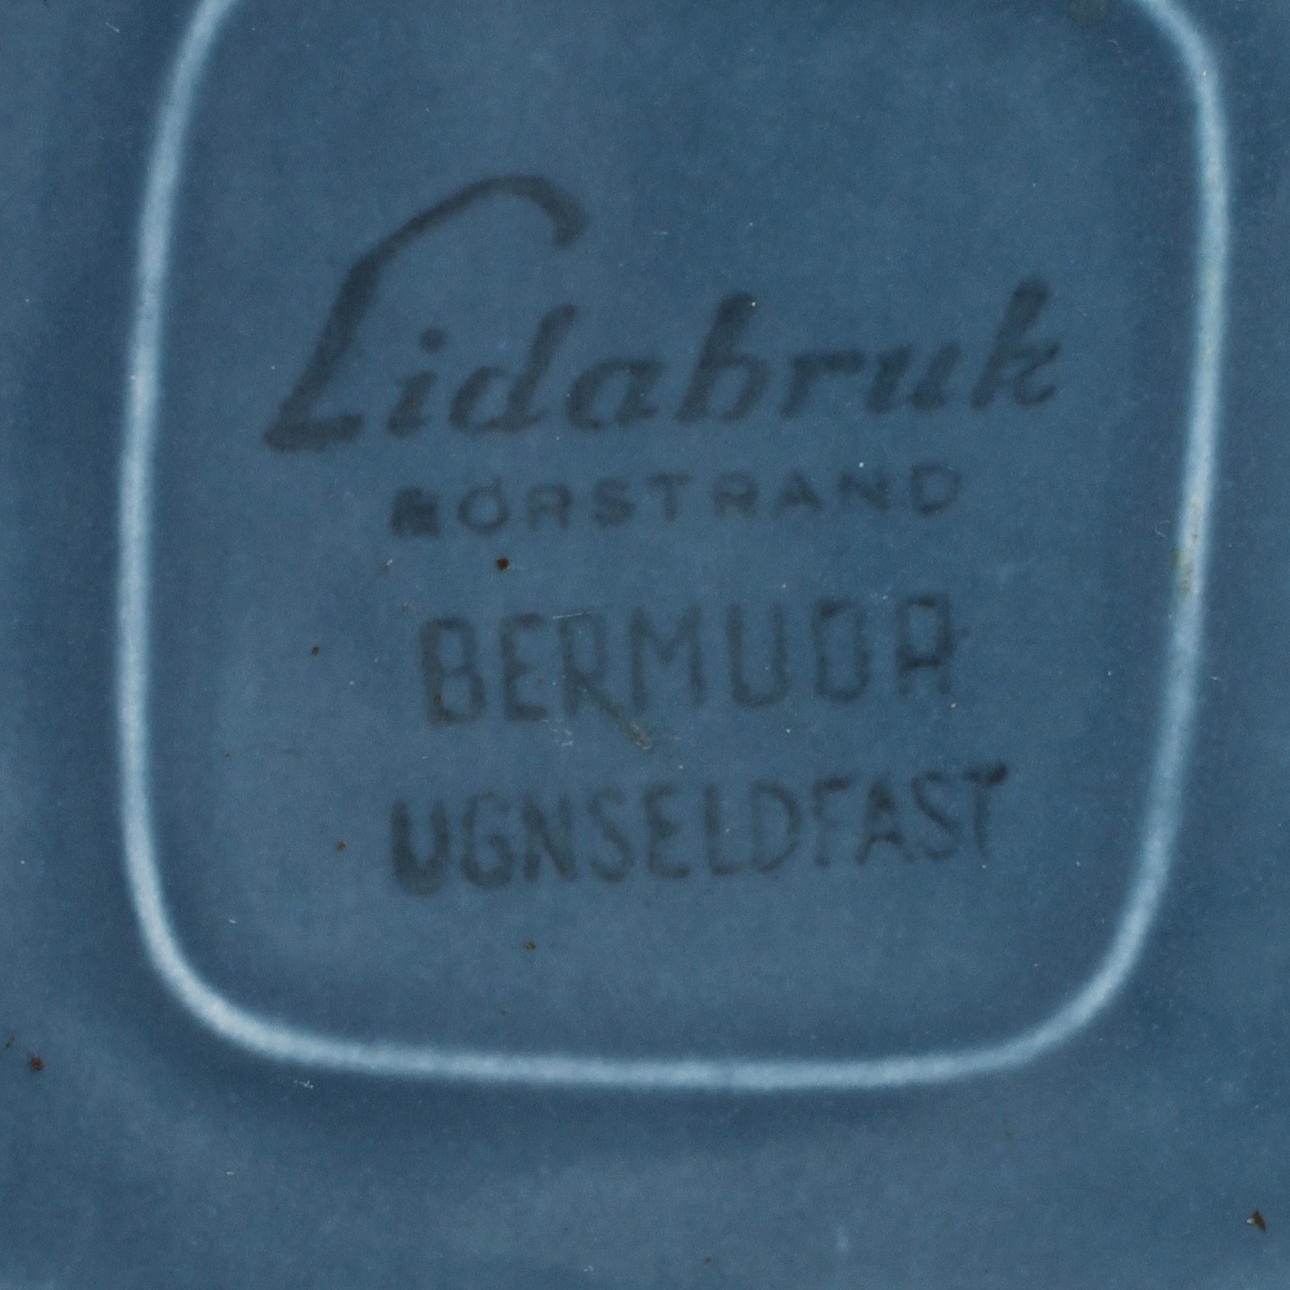 Lidabruk
RÖRSTRAND
BERMUDA
UGNSELDFAST